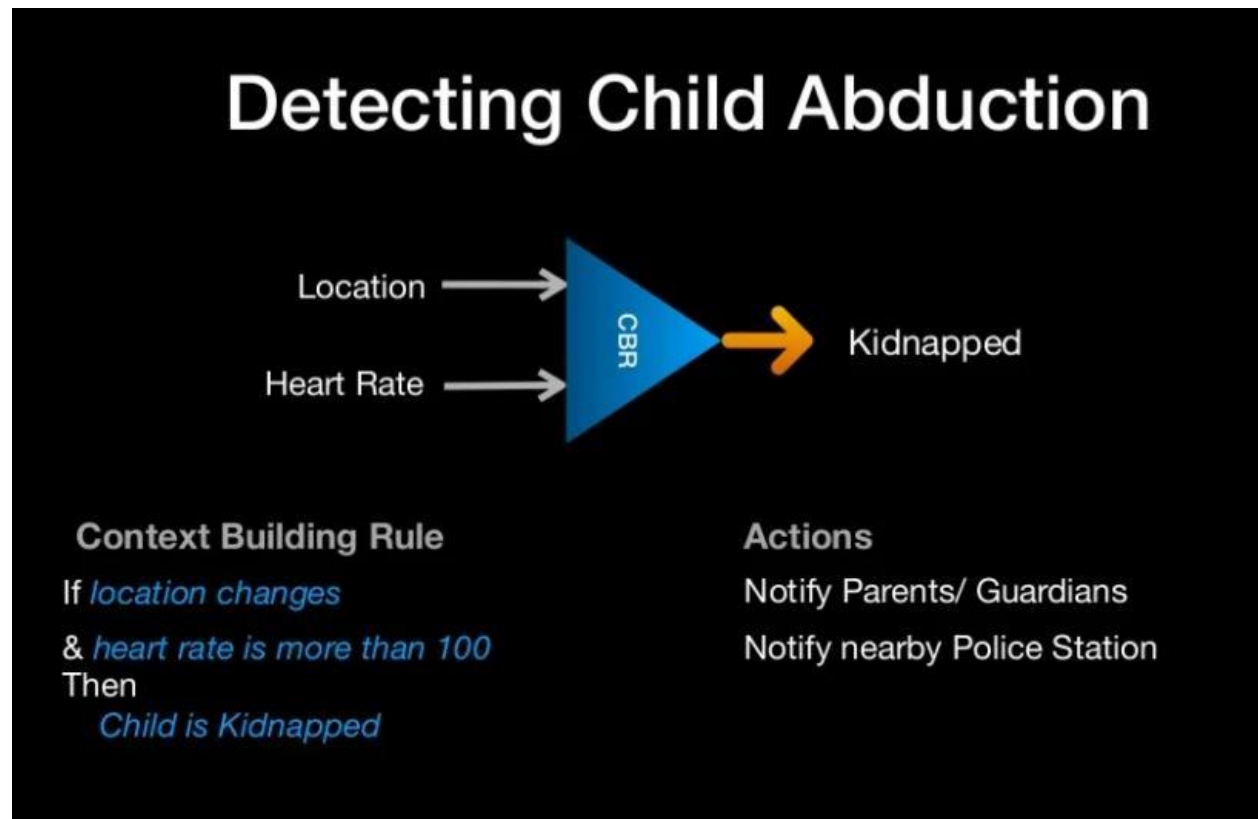 Detecting Child Abduction
Location
Heart Rate
CBR
Kidnapped
Context Building Rule
If location changes
& heart rate is more than 100
Then
Child is Kidnapped
Actions
Notify Parents/ Guardians
Notify nearby Police Station